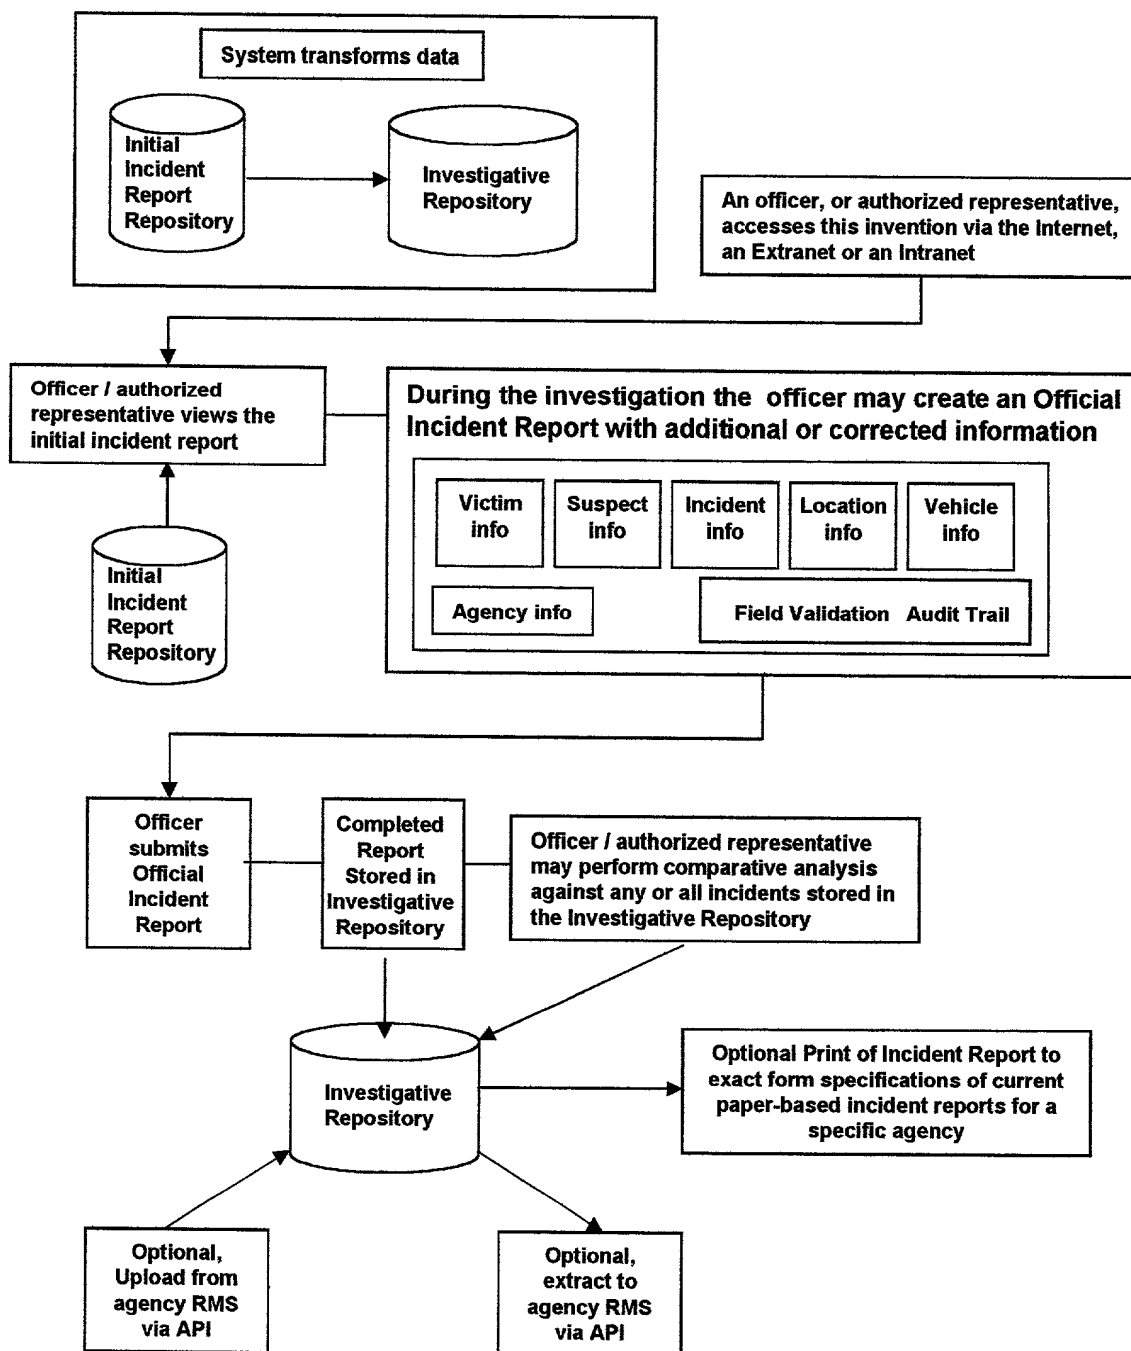 System transforms data
Initial
Incident
Report
Repository
Investigative
Repository
An officer, or authorized representative,
accesses this invention via the Internet,
an Extranet or an Intranet
Officer / authorized
representative views the
initial incident report
During the investigation the officer may create an Official
Incident Report with additional or corrected information
Victim
info
Suspect
info
Incident
info
Location
info
Vehicle
info
Agency info
Field Validation Audit Trail
Initial
Incident
Report
Repository
Officer
submits
Official
Incident
Report
Completed
Report
Stored in
Investigative
Repository
Officer / authorized representative
may perform comparative analysis
against any or all incidents stored in
the Investigative Repository
Investigative
Repository
Optional Print of Incident Report to
exact form specifications of current
paper-based incident reports for a
specific agency
Optional,
Upload from
agency RMS
via API
Optional,
extract to
agency RMS
via API